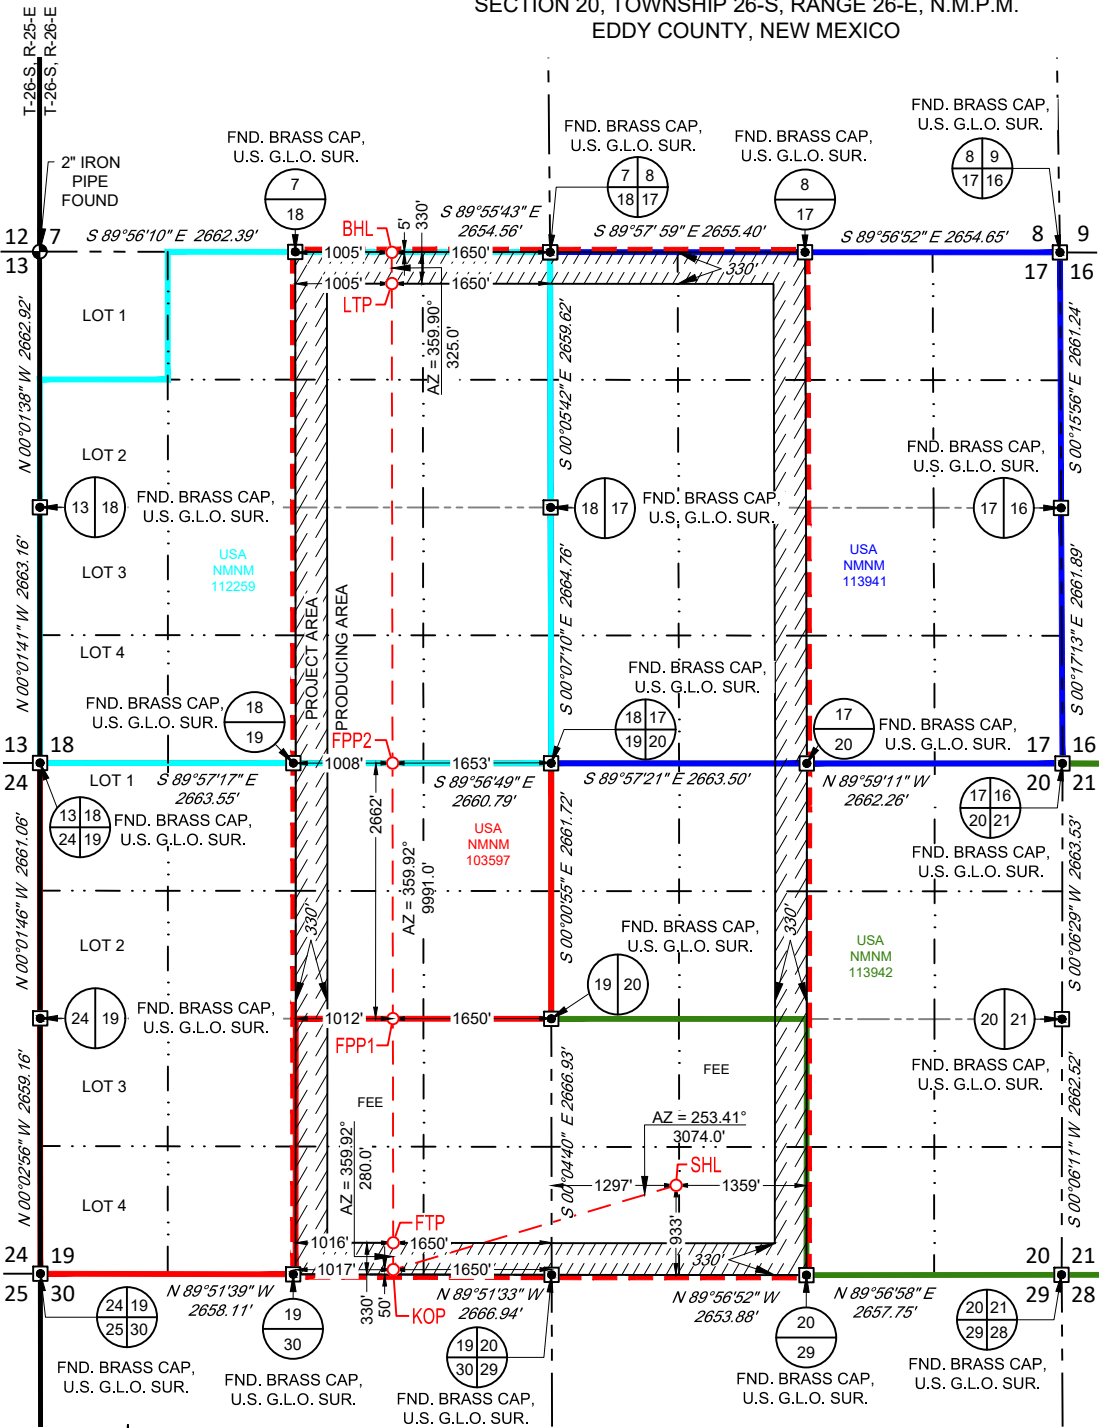 SECTION 20, TOWNSHIP 26-S, RANGE 26-E, N.M.P.M.
EDDY COUNTY, NEW MEXICO
T-26-S, R-25-E
T-26-S, R-26-E
2" IRON
PIPE
FOUND
FND. BRASS CAP,
U.S. G.L.O. SUR.
7
18
FND. BRASS CAP,
U.S. G.L.O. SUR.
7 8
18 17
FND. BRASS CAP,
U.S. G.L.O. SUR.
8
17
FND. BRASS CAP,
U.S. G.L.O. SUR.
8 9
17 16
12 7
13
S 89°56'10" E 2662.39'
BHL
5'
330'
S 89°55'43" E
2654.56'
S 89°57'59" E 2655.40'
S 89°56'52" E 2654.65'
8 9
17 16
1005'
1650'
330'
1005'
1650'
LTP
AZ = 359.90°
325.0'
LOT 1
N 00°01'38" W 2662.92'
S 00°05'42" E 2659.62'
S 00°15'56" E 2661.24'
LOT 2
13 18
FND. BRASS CAP,
U.S. G.L.O. SUR.
18 17
FND. BRASS CAP,
U.S. G.L.O. SUR.
FND. BRASS CAP,
U.S. G.L.O. SUR.
17 16
USA
NMNM
112259
USA
NMNM
113941
LOT 3
N 00°01'41" W 2663.16'
PROJECT AREA
PRODUCING AREA
S 00°07'10" E 2664.76'
S 00°17'13" E 2661.89'
LOT 4
FND. BRASS CAP,
U.S. G.L.O. SUR.
18
19
FND. BRASS CAP,
U.S. G.L.O. SUR.
18 17
19 20
17
20
FND. BRASS CAP,
U.S. G.L.O. SUR.
13 18
24
17 16
20 21
FPP2
1008'
1653'
LOT 1
S 89°57'17" E
2663.55'
S 89°56'49" E
2660.79'
S 89°57'21" E 2663.50'
N 89°59'11" W
2662.26'
13 18
24 19
FND. BRASS CAP,
U.S. G.L.O. SUR.
17 16
20 21
FND. BRASS CAP,
U.S. G.L.O. SUR.
2662'
AZ = 359.92°
9991.0'
USA
NMNM
103597
N 00°01'46" W 2661.06'
S 00°00'55" E 2661.72'
S 00°06'29" W 2663.53'
LOT 2
330'
330'
FND. BRASS CAP,
U.S. G.L.O. SUR.
19 20
USA
NMNM
113942
24 19
FND. BRASS CAP,
U.S. G.L.O. SUR.
1012'
1650'
FPP1
20 21
FND. BRASS CAP,
U.S. G.L.O. SUR.
LOT 3
FEE
FEE
N 00°02'56" W 2659.16'
S 00°04'40" E 2666.93'
S 00°06'11" W 2662.52'
AZ = 359.92°
280.0'
AZ = 253.41°
3074.0'
SHL
1297'
1359'
933'
LOT 4
FTP
1016'
1650'
1017'
1650'
330'
330'
50'
KOP
24 19
25 30
20 21
29 28
N 89°51'39" W
2658.11'
N 89°51'33" W
2666.94'
N 89°56'52" W
2653.88'
N 89°56'58" E
2657.75'
24 19
25 30
FND. BRASS CAP,
U.S. G.L.O. SUR.
19
30
FND. BRASS CAP,
U.S. G.L.O. SUR.
19 20
30 29
FND. BRASS CAP,
U.S. G.L.O. SUR.
20
29
FND. BRASS CAP,
U.S. G.L.O. SUR.
20 21
29 28
FND. BRASS CAP,
U.S. G.L.O. SUR.